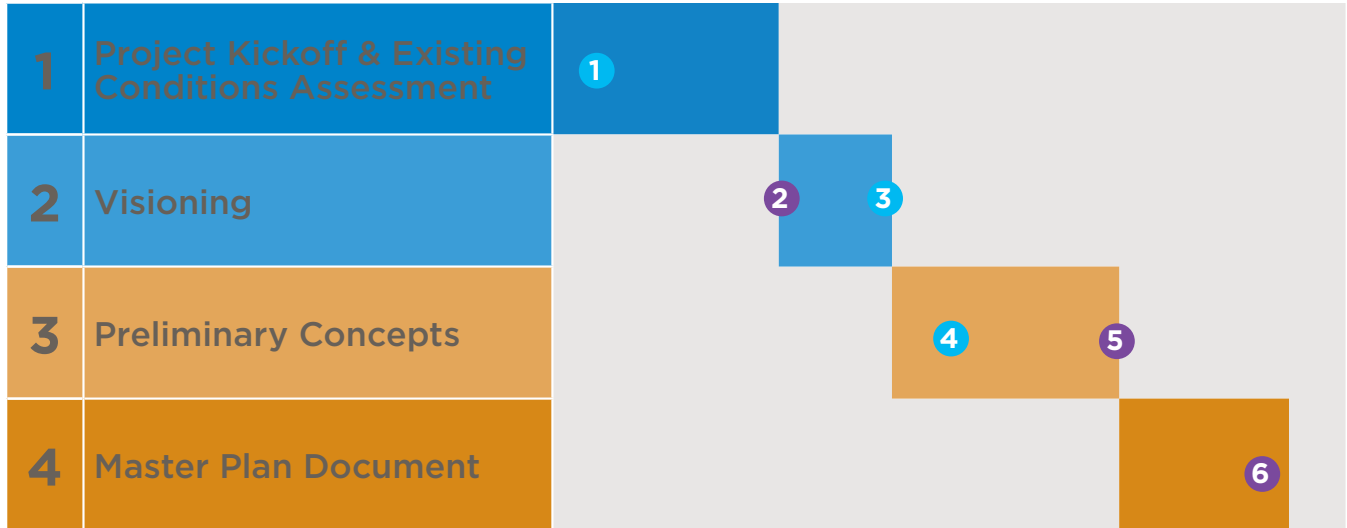 1
Project Kickoff & Existing
Conditions Assessment
1
2
Visioning
2
3
3
Preliminary Concepts
4
5
4
Master Plan Document
6